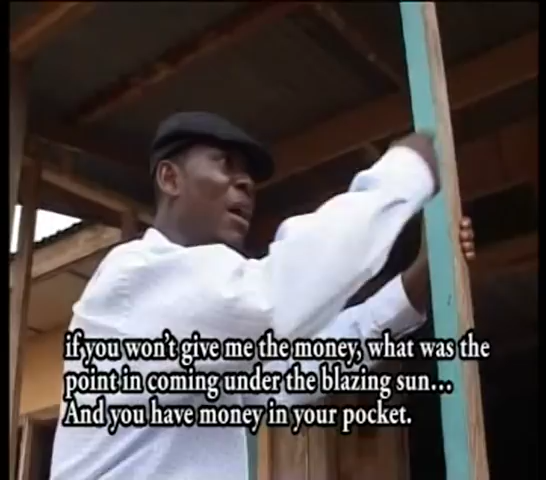 if you won't give me the money, what was the
point in coming under the blazing sun...
And you have money in your pocket.